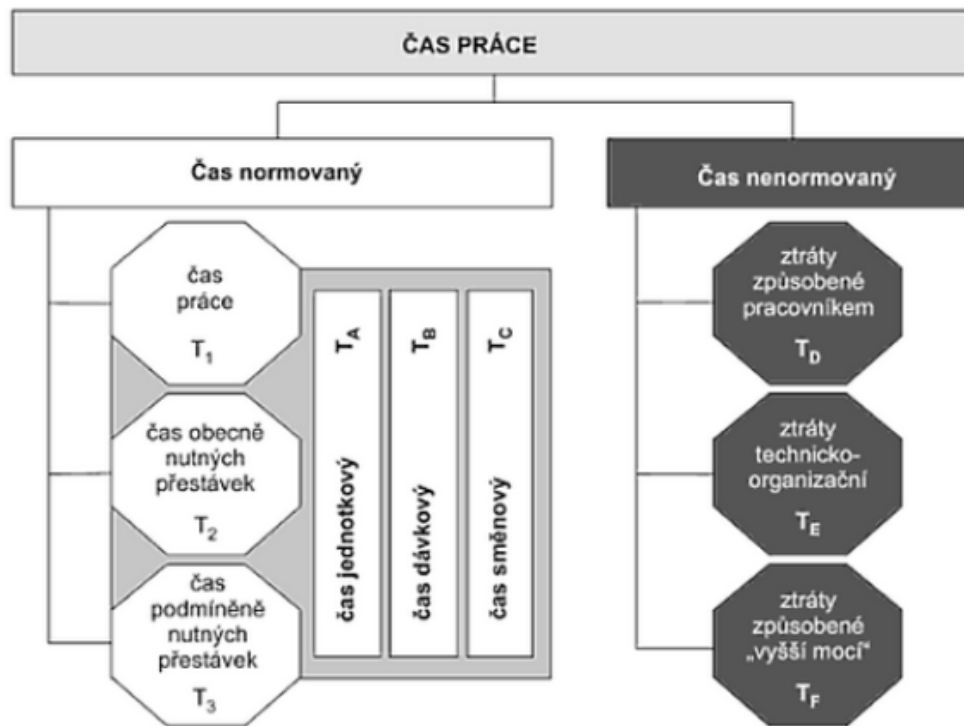 ČAS PRÁCE
Čas normovaný
Čas nenormovaný
čas
práce
T1
čas obecně
nutných
přestávek
T2
čas
podmíněně
nutných
přestávek
T3
čas jednotkový TA
čas dávkový TB
čas směnový TC
ztráty
způsobené
pracovníkem
TD
ztráty
technicko-
organizační
TE
ztráty
způsobené
„vyšší mocí“
TF